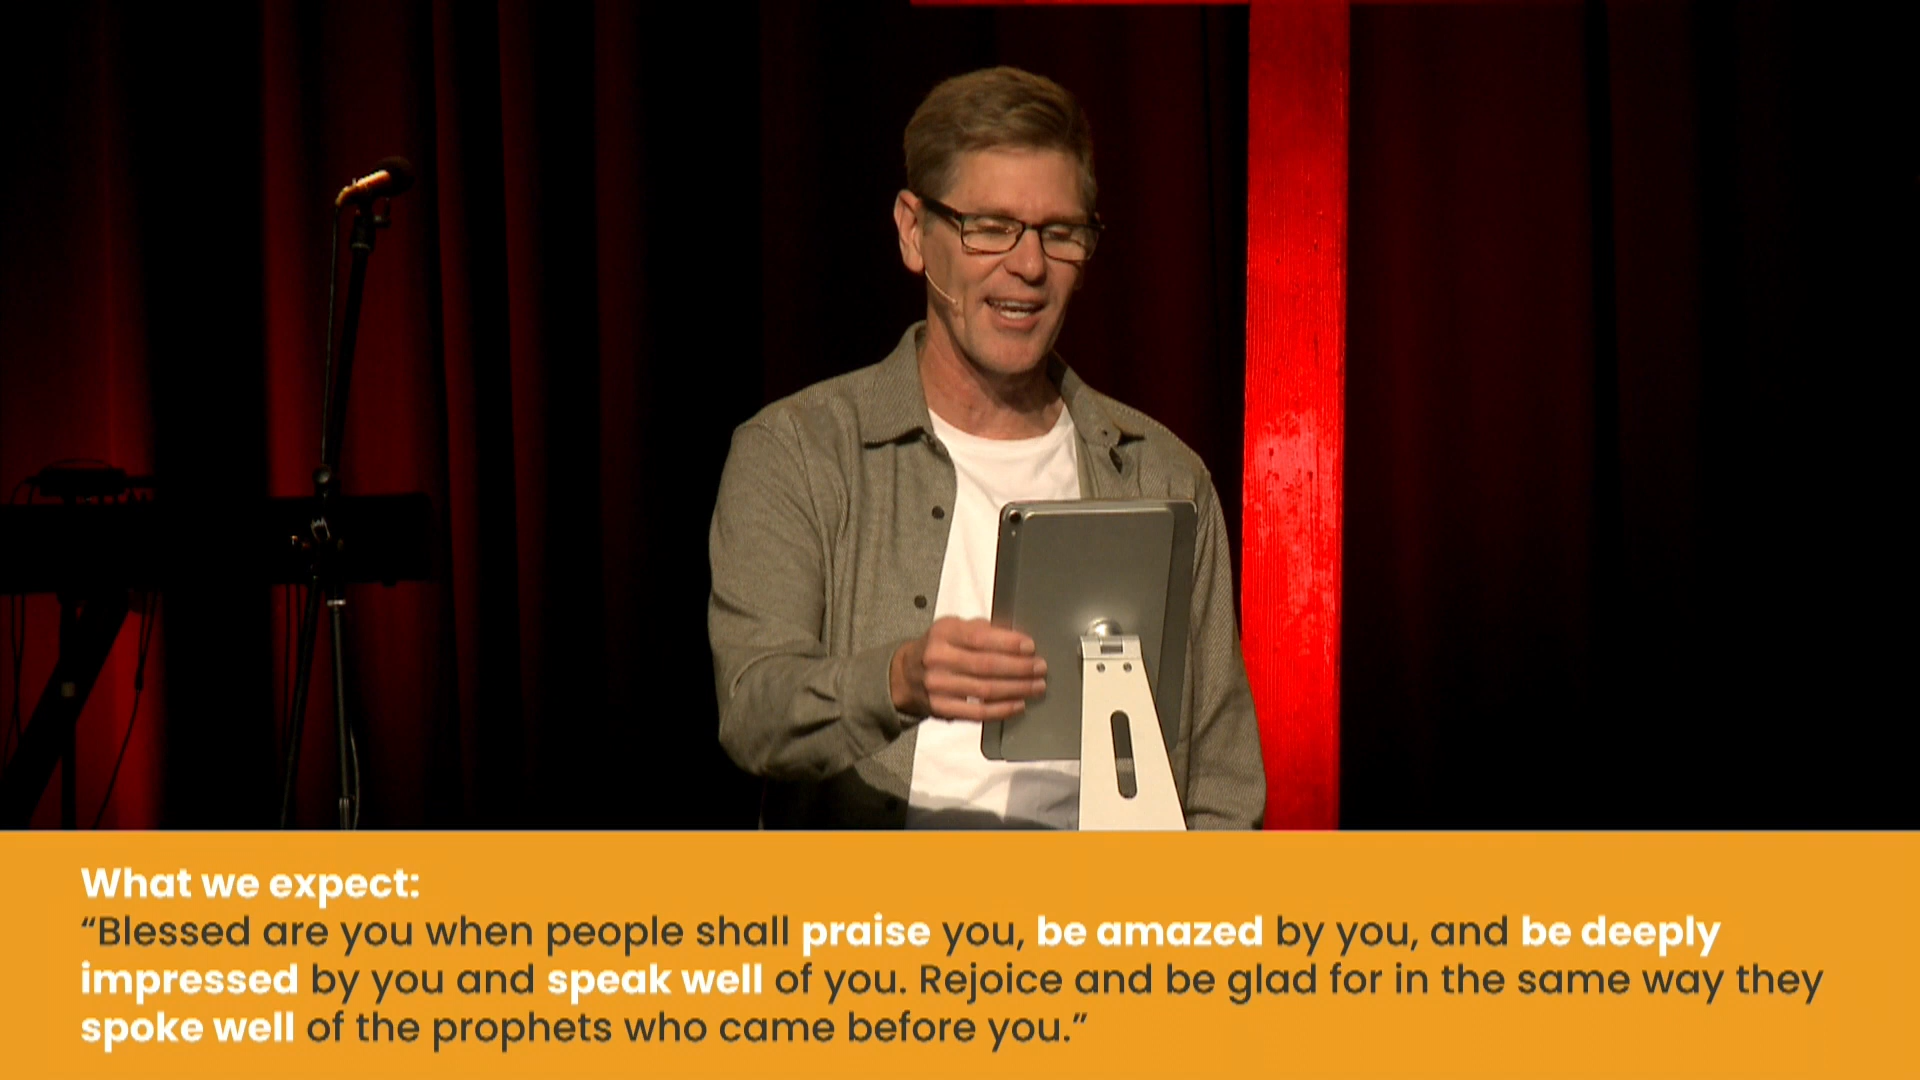 What we expect:
“Blessed are you when people shall praise you, be amazed by you, and be deeply
impressed by you and speak well of you. Rejoice and be glad for in the same way they
spoke well of the prophets who came before you.”